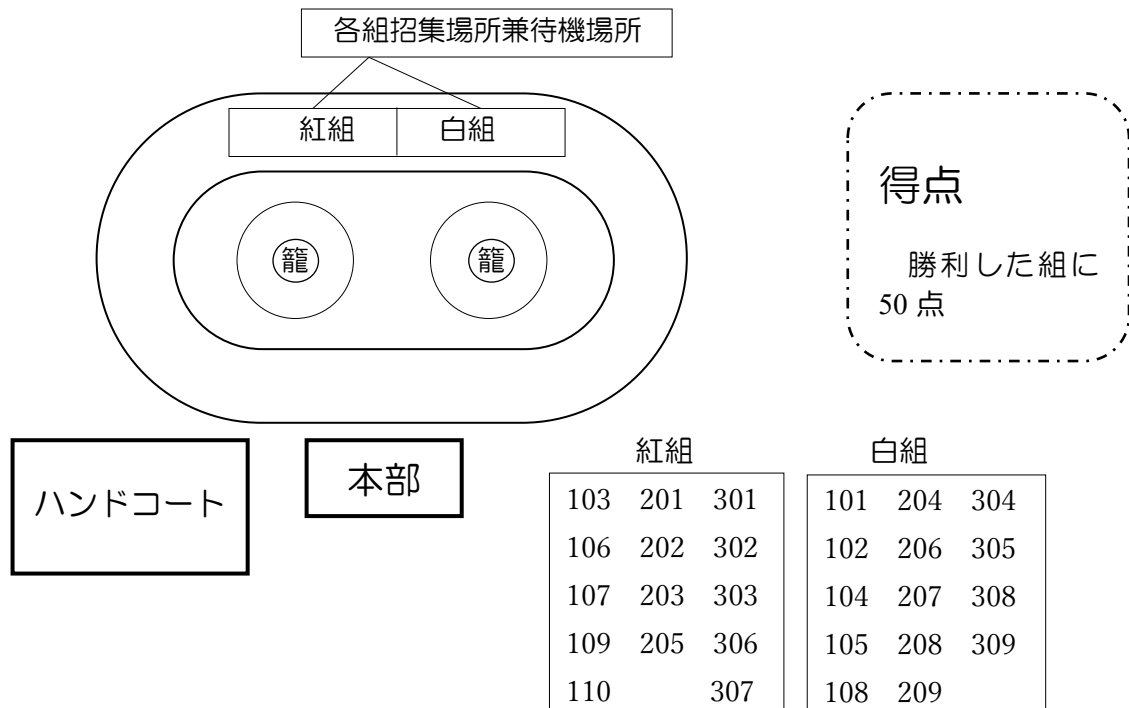 各組招集場所兼待機場所
紅組 白組
籠 籠
得点
勝利した組に
50 点
ハンドコート
本部
紅組
103 201 301
106 202 302
107 203 303
109 205 306
110 307
白組
101 204 304
102 206 305
104 207 308
105 208 309
108 209